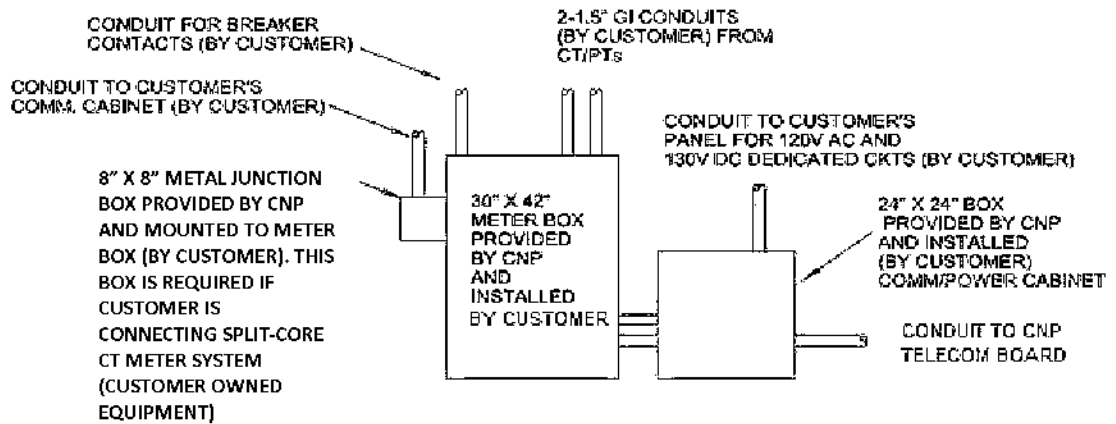 CONDUIT FOR BREAKER
CONTACTS (BY CUSTOMER)
2-1.5" GI CONDUITS
(BY CUSTOMER) FROM
CT/PTs
CONDUIT TO CUSTOMER'S
COMM. CABINET (BY CUSTOMER)
CONDUIT TO CUSTOMER'S
PANEL FOR 120V AC AND
130V DC DEDICATED CKTS (BY CUSTOMER)
8" X 8" METAL JUNCTION
BOX PROVIDED BY CNP
AND MOUNTED TO METER
BOX (BY CUSTOMER). THIS
BOX IS REQUIRED IF
CUSTOMER IS
CONNECTING SPLIT-CORE
CT METER SYSTEM
(CUSTOMER OWNED
EQUIPMENT)
30" X 42"
METER BOX
PROVIDED
BY CNP
AND
INSTALLED
BY CUSTOMER
24" X 24" BOX
PROVIDED BY CNP
AND INSTALLED
(BY CUSTOMER)
COMM/POWER CABINET
CONDUIT TO CNP
TELECOM BOARD